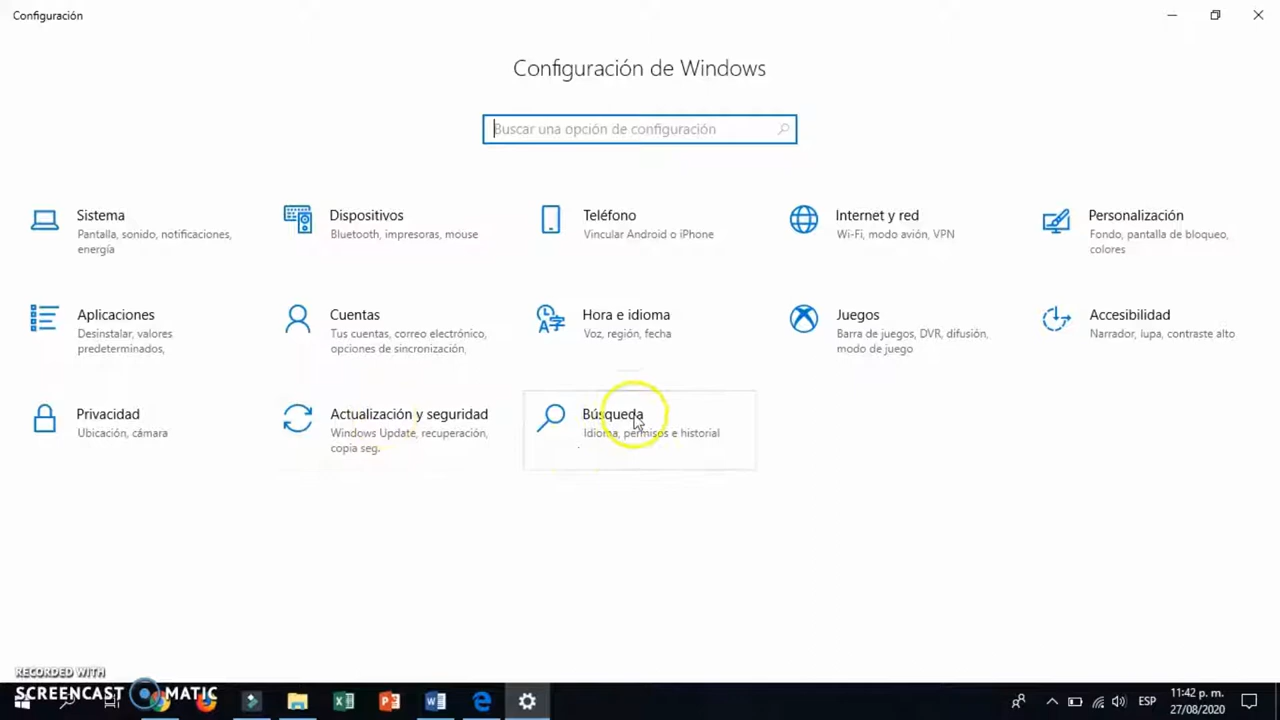 Configuración
Configuración de Windows
Buscar una opción de configuración
Sistema
Pantalla, sonido, notificaciones,
energía
Dispositivos
Bluetooth, impresoras, mouse
Teléfono
Vincular Android o iPhone
Internet y red
Wi-Fi, modo avión, VPN
Personalización
Fondo, pantalla de bloqueo,
colores
Aplicaciones
Desinstalar, valores
predeterminados,
Cuentas
Tus cuentas, correo electrónico,
opciones de sincronización,
Hora e idioma
Voz, región, fecha
Juegos
Barra de juegos, DVR, difusión,
modo de juego
Accesibilidad
Narrador, lupa, contraste alto
Privacidad
Ubicación, cámara
Actualización y seguridad
Windows Update, recuperación,
copia seg.
Búsqueda
Idioma, permisos e historial
RECORDED WITH
SCREENCAST MATIC
ESP
11:42 p. m.
27/08/2020